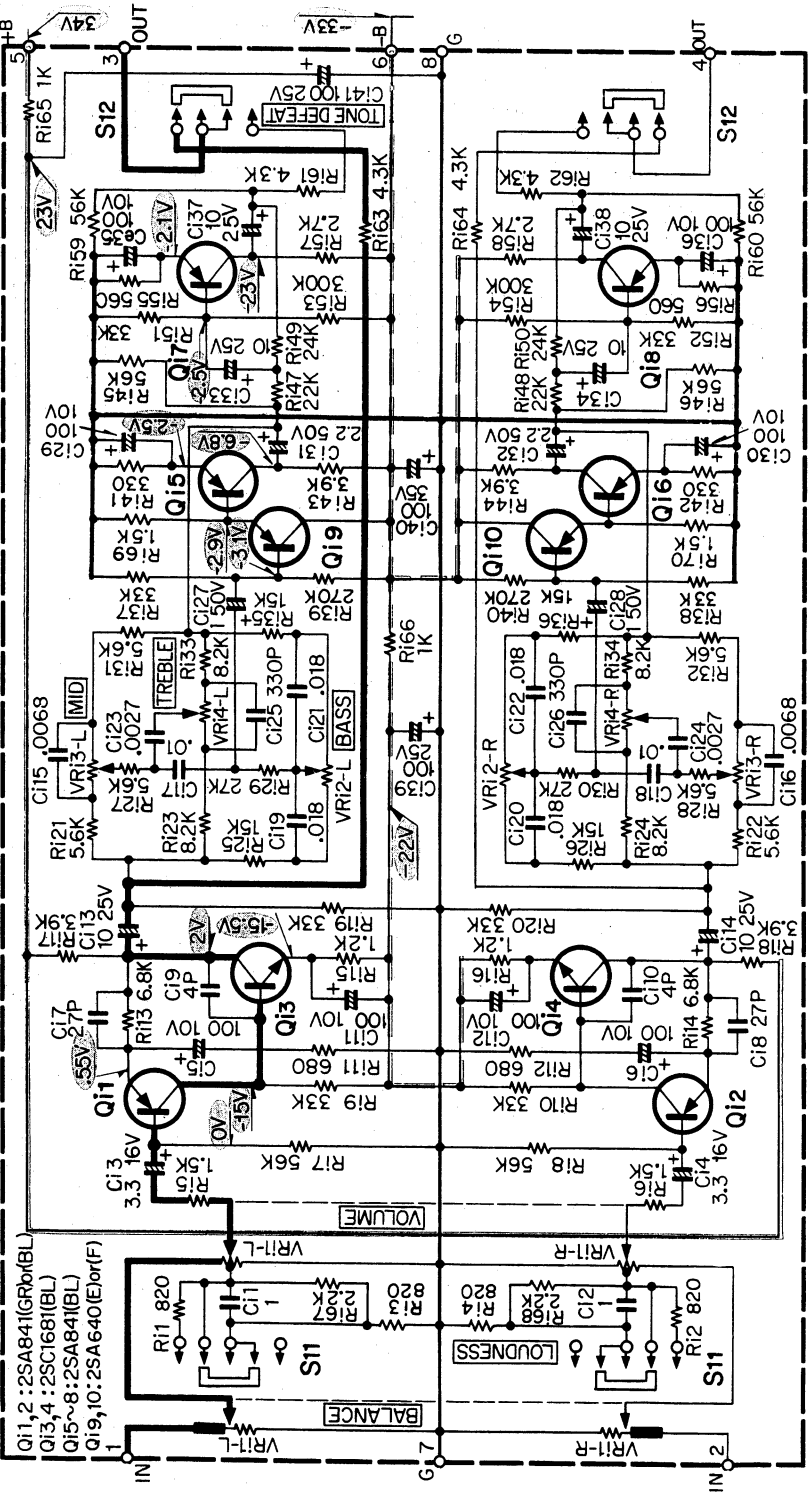 Qi1,2 :2SA841(GR)or(BL)
Qi3,4 :2SC1681(BL)
Qi5~8:2SA841(BL)
Qi9,10:2SA640(E)or(F)
+B
5
34V
Ri65 1K
3
OUT
-33V
6 -B
8 G
4 OUT
S12
TONE DEFEAT
Ci41 100 25V
S12
23V
Ri59 56K
Ce35 100 10V
2.1V
Ri55 560
Ri51 33K
Qi7
2.5V
Ci37 10 25V
Ri61 4.3K
Ri57 2.7K
-23V
Ri53 300K
Ri63 4.3K
Ri64 4.3K
Ri62 4.3K
Ri58 2.7K
Ci38 10 25V
Ci36 100 10V
Ri60 56K
Ri54 300K
Ri56 560
Ri52 33K
Qi8
Ri45 56K
Ci33 10 25V
Ri49 24K
Ri47 22K
Ri50 24K
Ri48 22K
Ci34 10 25V
Ri46 56K
Ci29 100 10V
-2.5V
-6.8V
Ri41 330
Qi5
Ci31 2.2 50V
Ri43 3.9K
Ci40 100 35V
Ci32 2.2 50V
Ri44 3.9K
Qi6
Ri42 330
Ci30 100 10V
Ri69 1.5K
-2.9V
-3.1V
Qi9
Qi10
Ri70 1.5K
Ri37 33K
Ci27 1 50V
Ri39 270K
Ri40 270K
Ci28 1 50V
Ri38 33K
Ri31 5.6K
Ri33 8.2K
Ri35 15K
Ri66 1K
Ri36 15K
Ri34 8.2K
Ri32 5.6K
MID
TREBLE
BASS
Ci15 .0068
VRi3-L
Ci23 .0027
VRi4-L
Ci25 330P
Ci21 .018
Ci22 .018
Ci26 330P
VRi4-R
Ci24 .0027
VRi3-R
Ci16 .0068
Ri27 5.6K
Ci17 .01
Ri29 27K
VRi2-L
Ci39 100 25V
VRi2-R
Ri30 27K
Ci18 .01
Ri28 5.6K
Ri21 5.6K
Ri23 8.2K
Ri25 15K
Ci19 .018
-22V
Ci20 .018
Ri26 15K
Ri24 8.2K
Ri22 5.6K
Ri17 3.9K
Ci13 10 25V
Ri19 33K
Ri20 33K
Ci14 10 25V
Ri18 3.9K
2V
-15.5V
Ci9 4P
Ri15 1.2K
Ri16 1.2K
Ci10 4P
Ci7 27P
Ri13 6.8K
Qi3
Ci11 100 10V
Ci12 100 10V
Qi4
Ri14 6.8K
Ci8 27P
.55V
Ci5 100 10V
Ri11 680
Ri12 680
Ci6 100 10V
Qi1
-15V
Ri9 33K
Ri10 33K
Qi2
0V
Ri7 56K
Ri8 56K
Ci3 3.3 16V
Ri5 1.5K
Ri6 1.5K
Ci4 3.3 16V
VOLUME
VRi1-L
VRi1-R
Ri1 820
Ci1 1
Ri67 2.2K
Ri3 820
Ri4 820
Ri68 2.2K
Ci2 1
Ri2 820
S11
LOUDNESS
S11
BALANCE
VRi1-L
VRi1-R
1
IN
G 7
IN
2